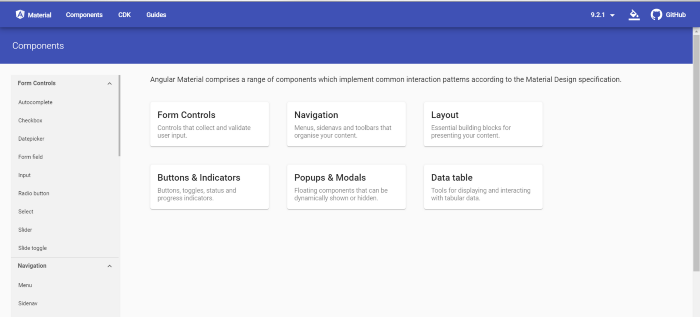 Material Components CDK Guides 9.2.1 GitHub
Components
Form Controls
Autocomplete
Checkbox
Datepicker
Form field
Input
Radio button
Select
Slider
Slide toggle
Navigation
Menu
Sidenav
Angular Material comprises a range of components which implement common interaction patterns according to the Material Design specification.
Form Controls
Controls that collect and validate
user input.
Navigation
Menus, sidenavs and toolbars that
organise your content.
Layout
Essential building blocks for
presenting your content.
Buttons & Indicators
Buttons, toggles, status and
progress indicators.
Popups & Modals
Floating components that can be
dynamically shown or hidden.
Data table
Tools for displaying and interacting
with tabular data.